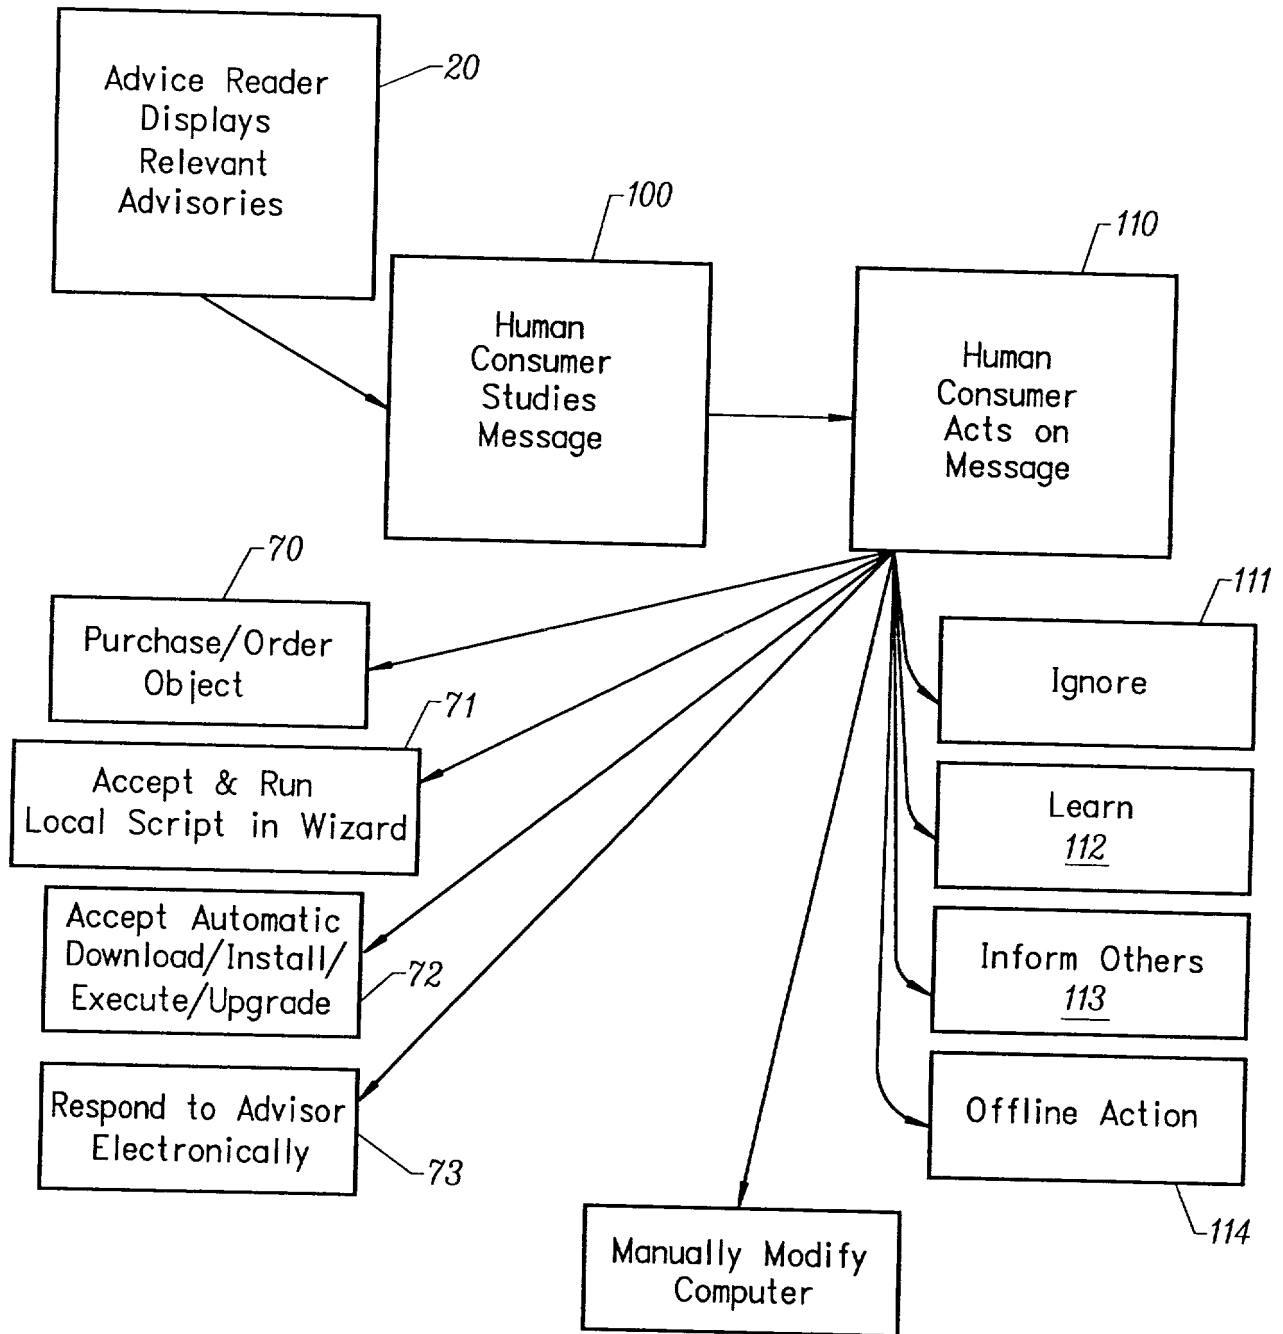 Advice Reader
Displays
Relevant
Advisories
20
Human
Consumer
Studies
Message
100
Human
Consumer
Acts on
Message
110
Purchase/Order
Object
70
Accept & Run
Local Script in Wizard
71
Accept Automatic
Download/Install/
Execute/Upgrade
72
Respond to Advisor
Electronically
73
Manually Modify
Computer
Ignore
111
Learn
112
Inform Others
113
Offline Action
114